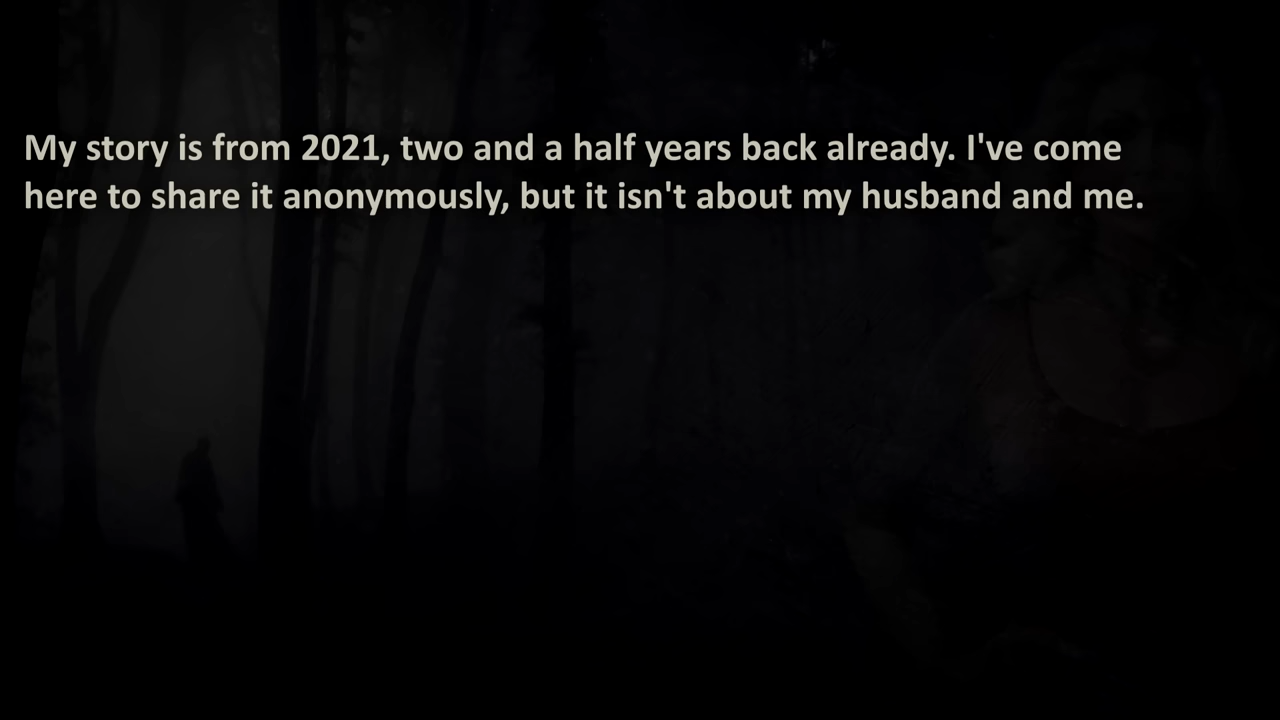 My story is from 2021, two and a half years back already. I've come
here to share it anonymously, but it isn't about my husband and me.